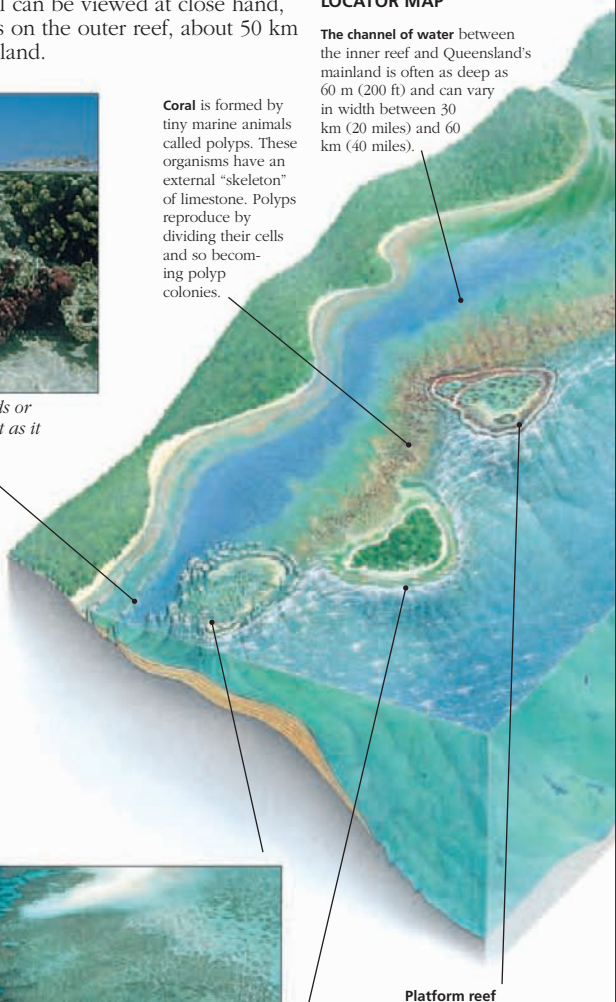 l can be viewed at close hand,
s on the outer reef, about 50 km
land.
LOCATOR MAP
The channel of water between
the inner reef and Queensland's
mainland is often as deep as
60 m (200 ft) and can vary
in width between 30
km (20 miles) and 60
km (40 miles).
Coral is formed by
tiny marine animals
called polyps. These
organisms have an
external "skeleton"
of limestone. Polyps
reproduce by
dividing their cells
and so becom-
ing polyp
colonies.
ds or
t as it
Platform reef